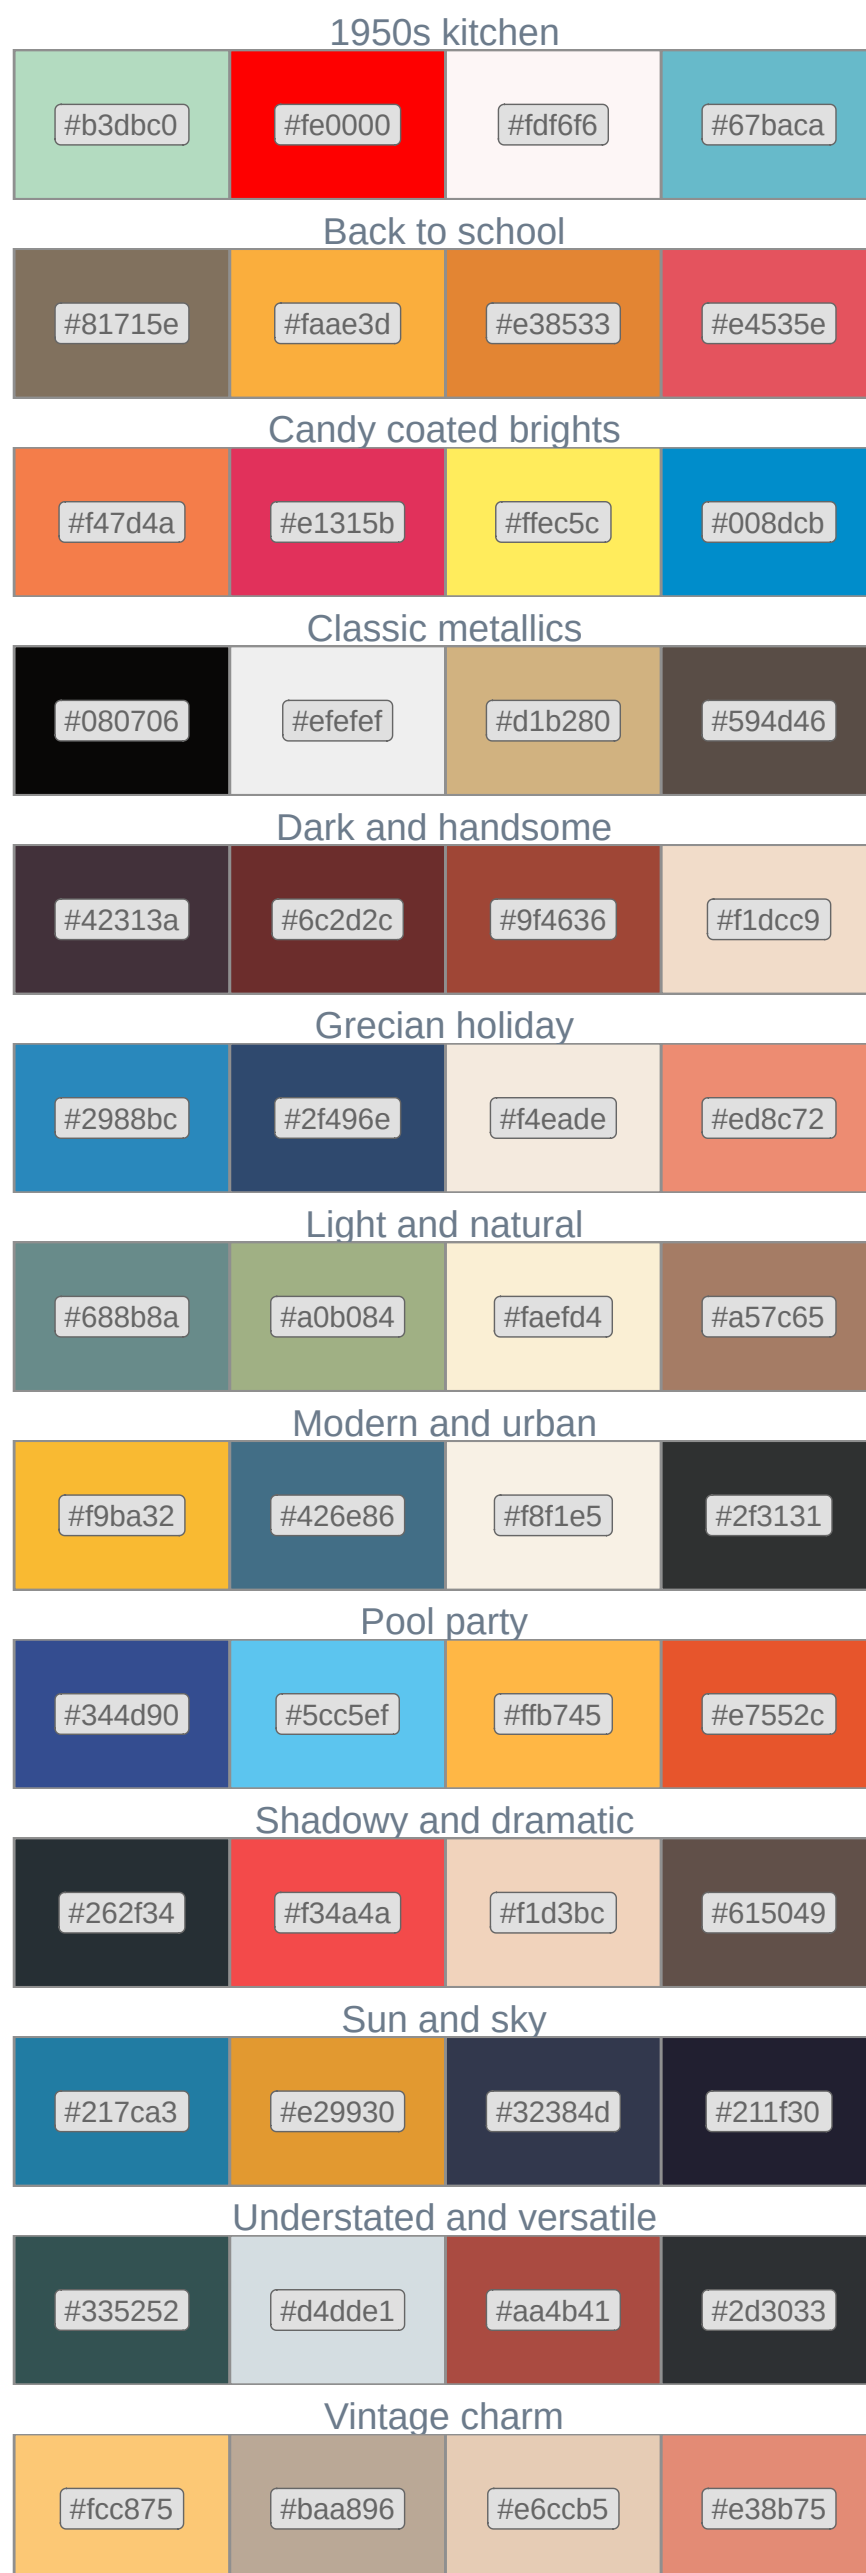 1950s kitchen
#b3dbc0 #fe0000 #fdf6f6 #67baca
Back to school
#81715e #faae3d #e38533 #e4535e
Candy coated brights
#f47d4a #e1315b #ffec5c #008dcb
Classic metallics
#080706 #efefef #d1b280 #594d46
Dark and handsome
#42313a #6c2d2c #9f4636 #f1dcc9
Grecian holiday
#2988bc #2f496e #f4eade #ed8c72
Light and natural
#688b8a #a0b084 #faefd4 #a57c65
Modern and urban
#f9ba32 #426e86 #f8f1e5 #2f3131
Pool party
#344d90 #5cc5ef #ffb745 #e7552c
Shadowy and dramatic
#262f34 #f34a4a #f1d3bc #615049
Sun and sky
#217ca3 #e29930 #32384d #211f30
Understated and versatile
#335252 #d4dde1 #aa4b41 #2d3033
Vintage charm
#fcc875 #baa896 #e6ccb5 #e38b75